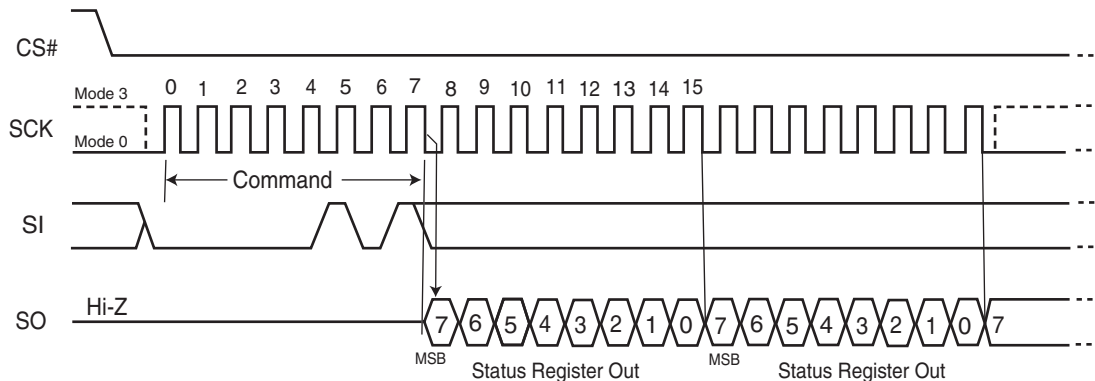 CS#
Mode 3
0 1 2 3 4 5 6 7 8 9 10 11 12 13 14 15
SCK
Mode 0
Command
SI
Hi-Z
SO
7 6 5 4 3 2 1 0 7 6 5 4 3 2 1 0 7
MSB Status Register Out MSB Status Register Out